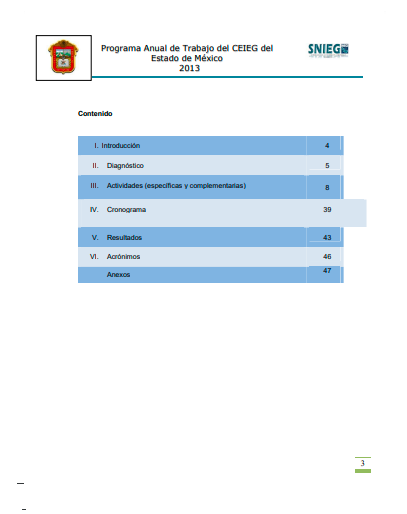 Programa Anual de Trabajo del CEIEG del
Estado de México
2013
SNIEG
Contenido
I. Introducción 4
II. Diagnóstico 5
III. Actividades (específicas y complementarias) 8
IV. Cronograma 39
V. Resultados 43
VI. Acrónimos 46
Anexos 47
3